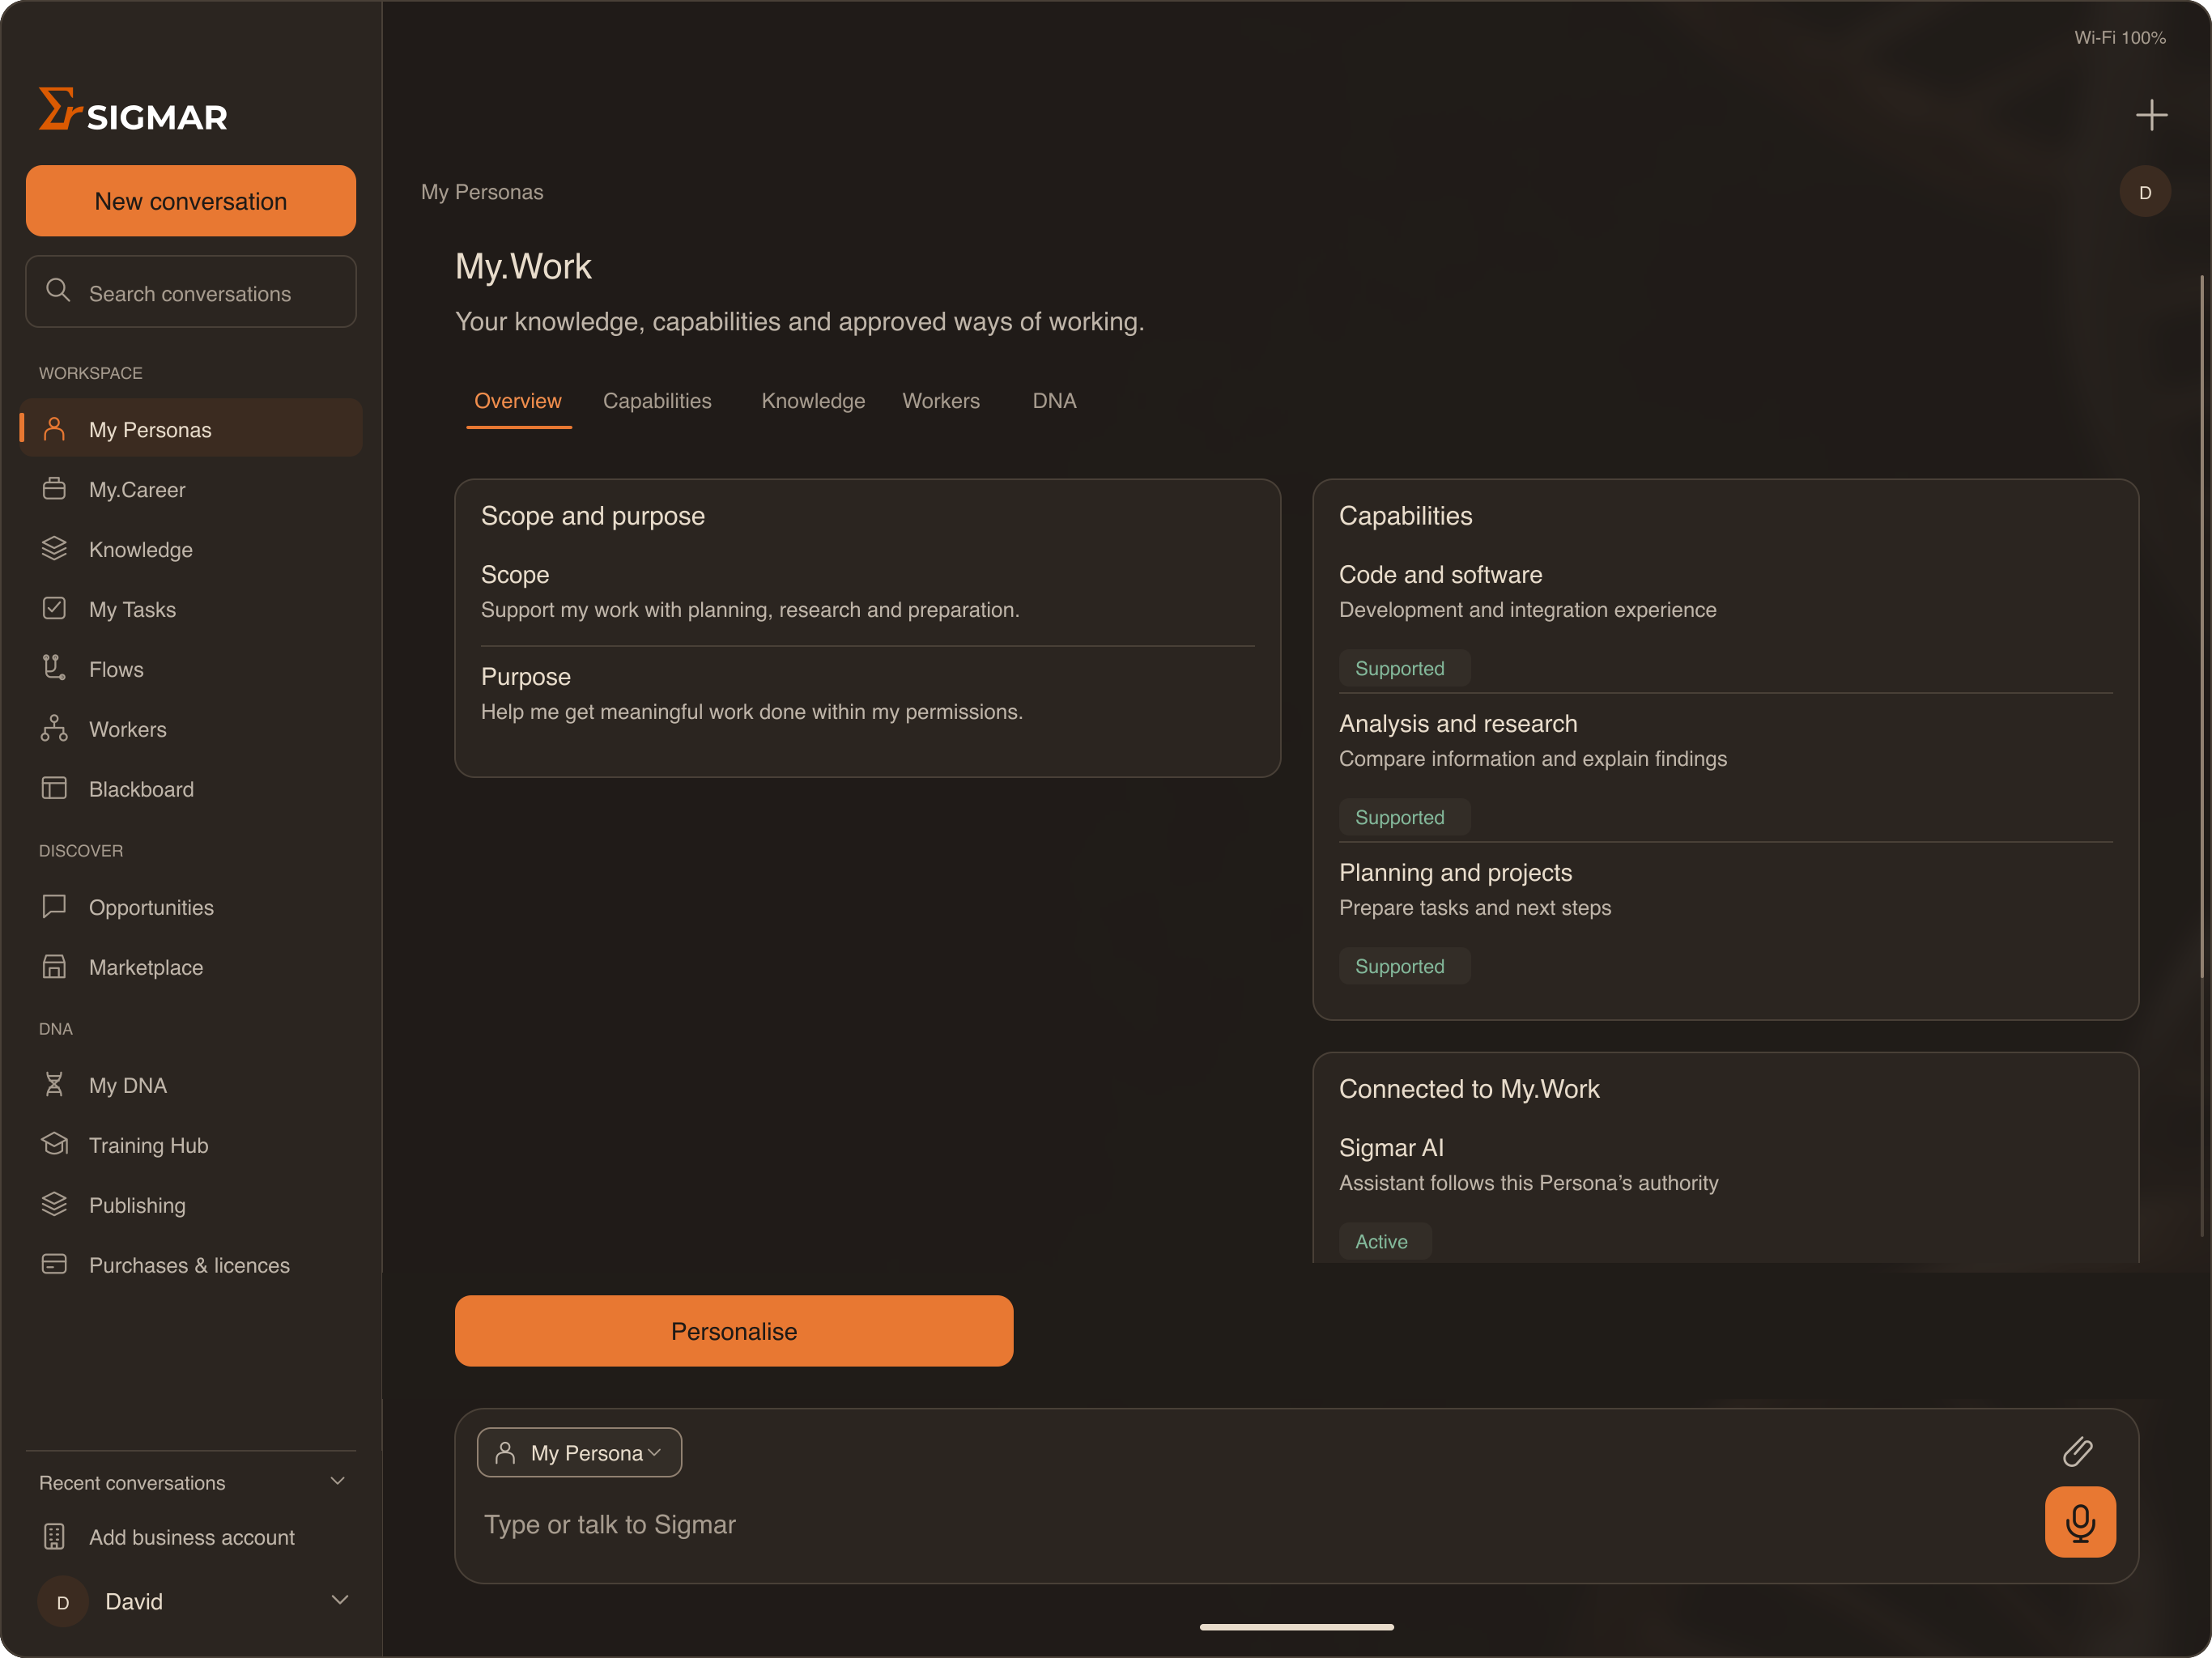 Wi-Fi 100%
Σr SIGMAR
New conversation
Search conversations
WORKSPACE
My Personas
My.Career
Knowledge
My Tasks
Flows
Workers
Blackboard
DISCOVER
Opportunities
Marketplace
DNA
My DNA
Training Hub
Publishing
Purchases & licences
Recent conversations
Add business account
D
David
My Personas
D
My.Work
Your knowledge, capabilities and approved ways of working.
Overview
Capabilities
Knowledge
Workers
DNA
Scope and purpose
Scope
Support my work with planning, research and preparation.
Purpose
Help me get meaningful work done within my permissions.
Capabilities
Code and software
Development and integration experience
Supported
Analysis and research
Compare information and explain findings
Supported
Planning and projects
Prepare tasks and next steps
Supported
Connected to My.Work
Sigmar AI
Assistant follows this Persona’s authority
Active
Personalise
My Persona
Type or talk to Sigmar